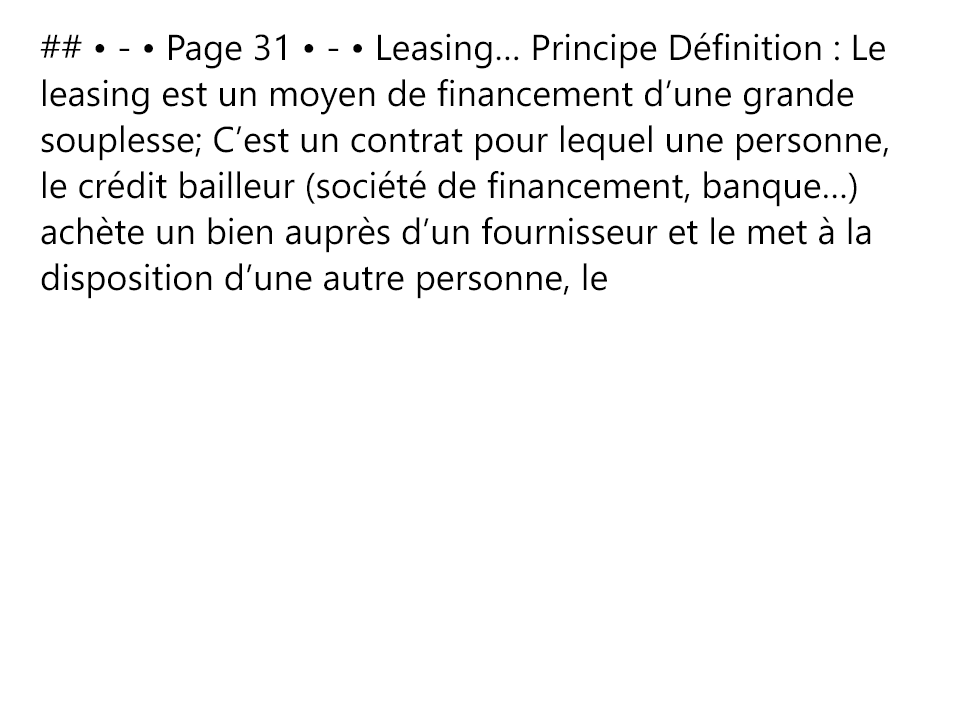 ## • - • Page 31 • - • Leasing… Principe Définition : Le
leasing est un moyen de financement d’une grande
souplesse; C’est un contrat pour lequel une personne,
le crédit bailleur (société de financement, banque…)
achète un bien auprès d’un fournisseur et le met à la
disposition d’une autre personne, le